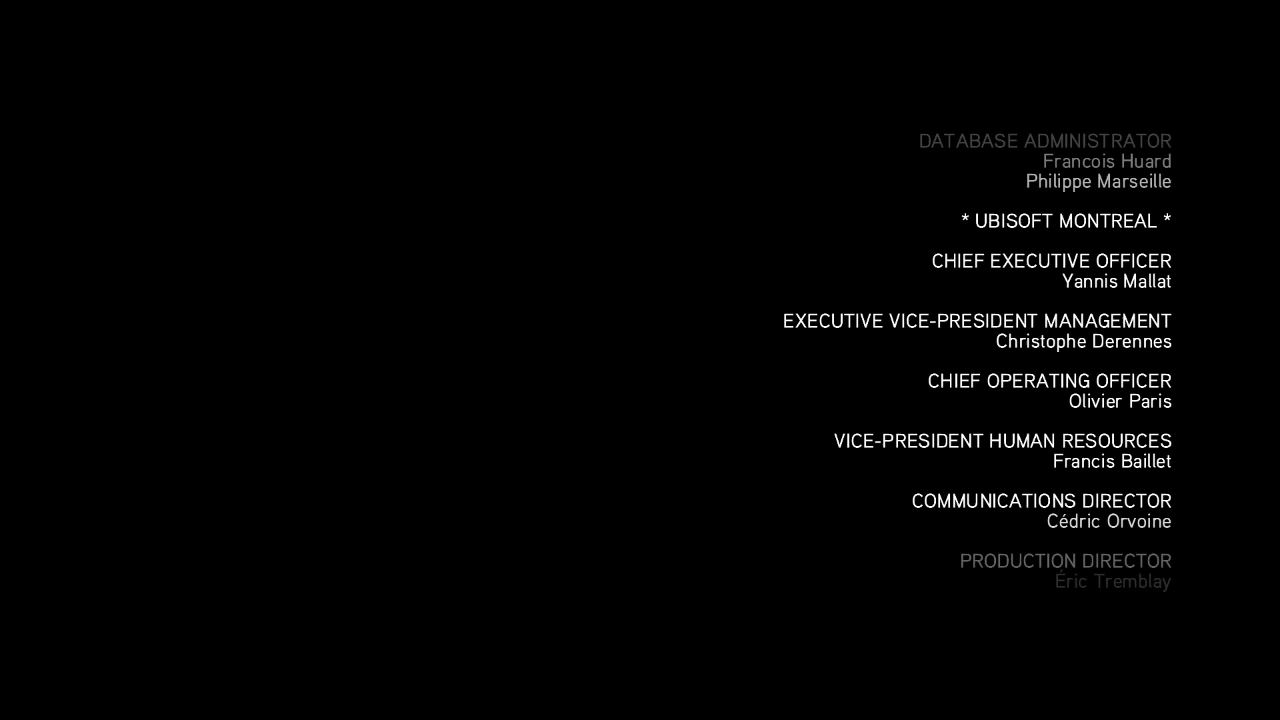 DATABASE ADMINISTRATOR
Francois Huard
Philippe Marseille
* UBISOFT MONTREAL *
CHIEF EXECUTIVE OFFICER
Yannis Mallat
EXECUTIVE VICE-PRESIDENT MANAGEMENT
Christophe Derennes
CHIEF OPERATING OFFICER
Olivier Paris
VICE-PRESIDENT HUMAN RESOURCES
Francis Baillet
COMMUNICATIONS DIRECTOR
Cédric Orvoine
PRODUCTION DIRECTOR
Éric Tremblay